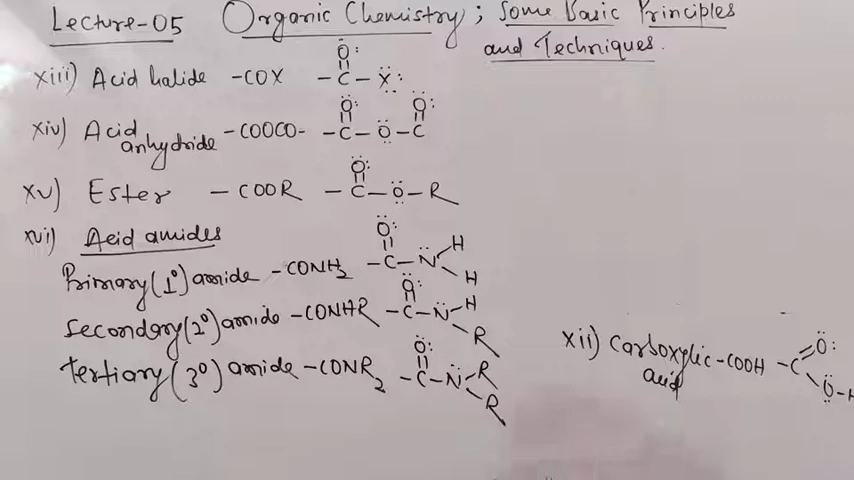 Lecture-05 Organic Chemistry; Some Basic Principles
and Techniques.
xiii) Acid halide -COX -C-X:
O:
xiv) Acid anhydride -COOCO- -C-O-C
O: O:
xv) Ester -COOR -C-O-R
O:
xvi) Acid amides
Primary(1°)amide -CONH2 -C-N-H
O: H
Secondary(2°)amide -CONHR -C-N-H
O: R
Tertiary(3°)amide -CONR2 -C-N-R
O: R
xii) Carboxylic acid -COOH -C=O:
O-H